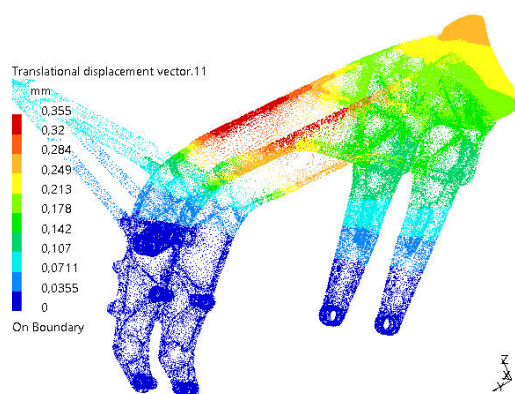 Translational displacement vector.11
mm
0,355
0,32
0,284
0,249
0,213
0,178
0,142
0,107
0,0711
0,0355
0
On Boundary
Z
X
Y